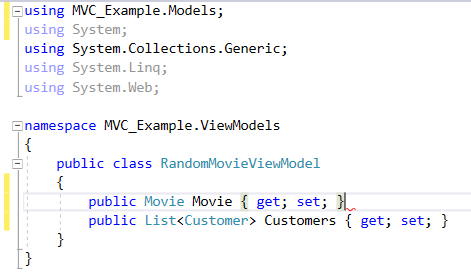 using MVC_Example.Models;
using System;
using System.Collections.Generic;
using System.Linq;
using System.Web;
namespace MVC_Example.ViewModels
{
public class RandomMovieViewModel
{
public Movie Movie { get; set; }
public List<Customer> Customers { get; set; }
}
}